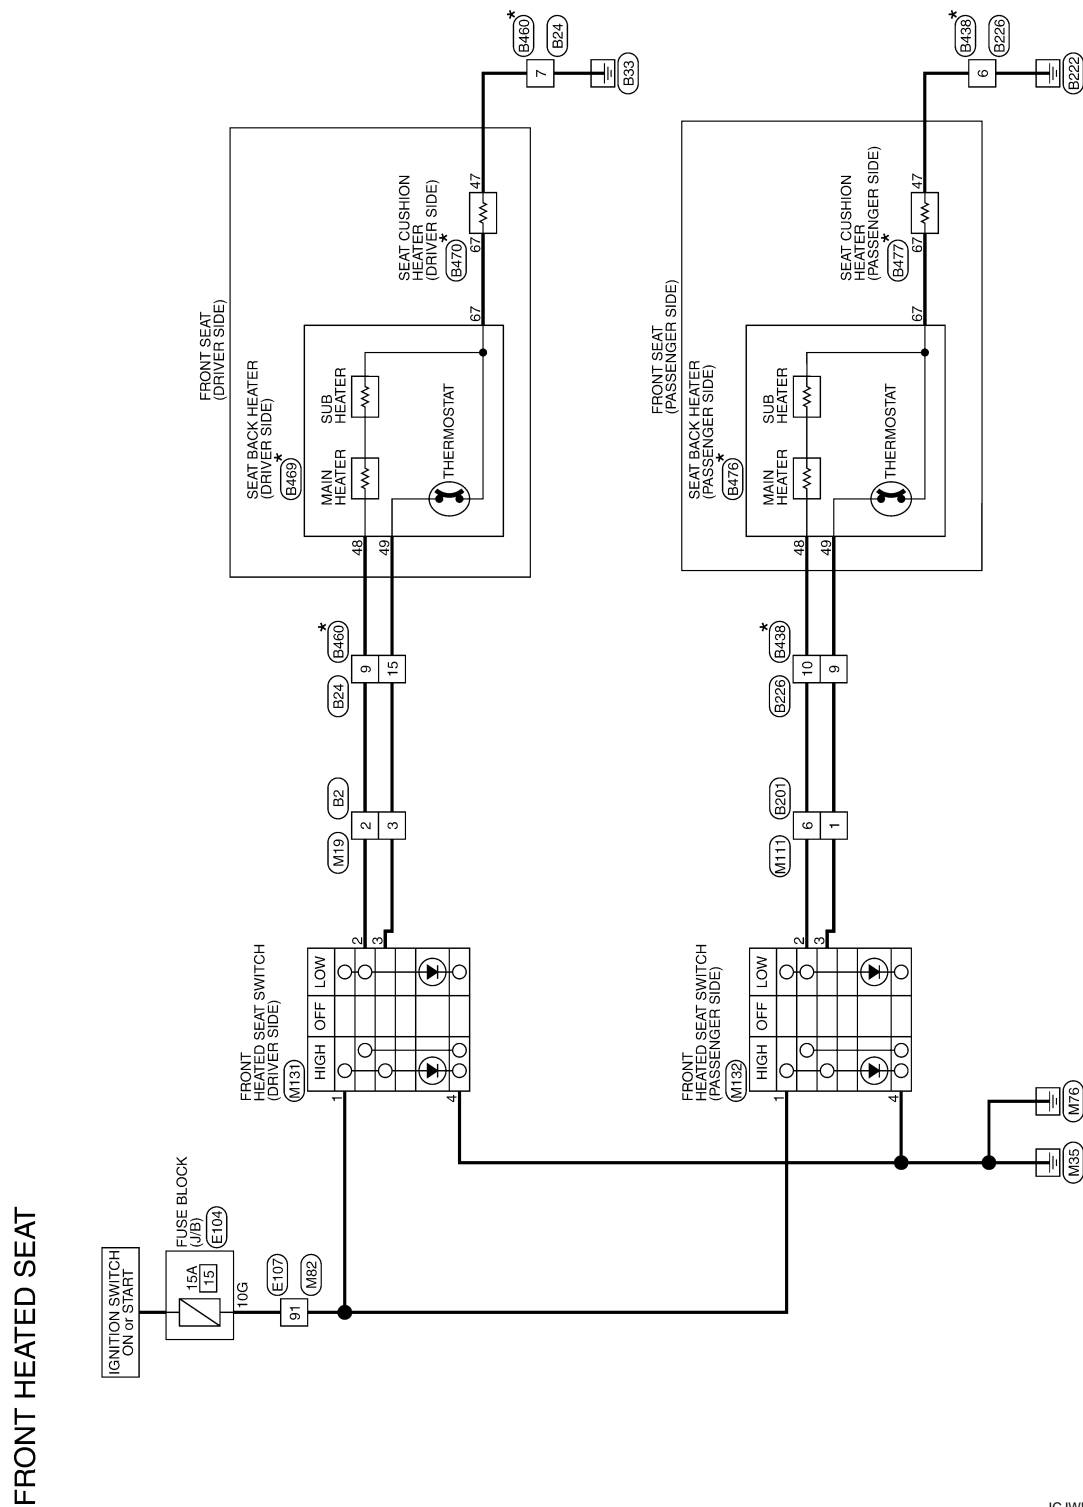 FRONT HEATED SEAT
IGNITION SWITCH
ON or START
FUSE BLOCK
(J/B)
E104
15A
15
10G
E107
M82
91
FRONT
HEATED SEAT SWITCH
(DRIVER SIDE)
M131
HIGH
OFF
LOW
1
4
2
3
M19
B2
2
3
B24
B460
*
9
15
FRONT SEAT
(DRIVER SIDE)
SEAT BACK HEATER
(DRIVER SIDE)
*
B469
48
49
MAIN
HEATER
SUB
HEATER
THERMOSTAT
67
SEAT CUSHION
HEATER
(DRIVER SIDE)
*
B470
67
47
*
B460
B24
7
B33
FRONT
HEATED SEAT SWITCH
(PASSENGER SIDE)
M132
HIGH
OFF
LOW
1
4
2
3
M111
B201
6
1
B226
B438
*
10
9
FRONT SEAT
(PASSENGER SIDE)
SEAT BACK HEATER
(PASSENGER SIDE)
*
B476
48
49
MAIN
HEATER
SUB
HEATER
THERMOSTAT
67
SEAT CUSHION
HEATER
(PASSENGER SIDE)
*
B477
67
47
*
B438
B226
6
B222
M35
M76